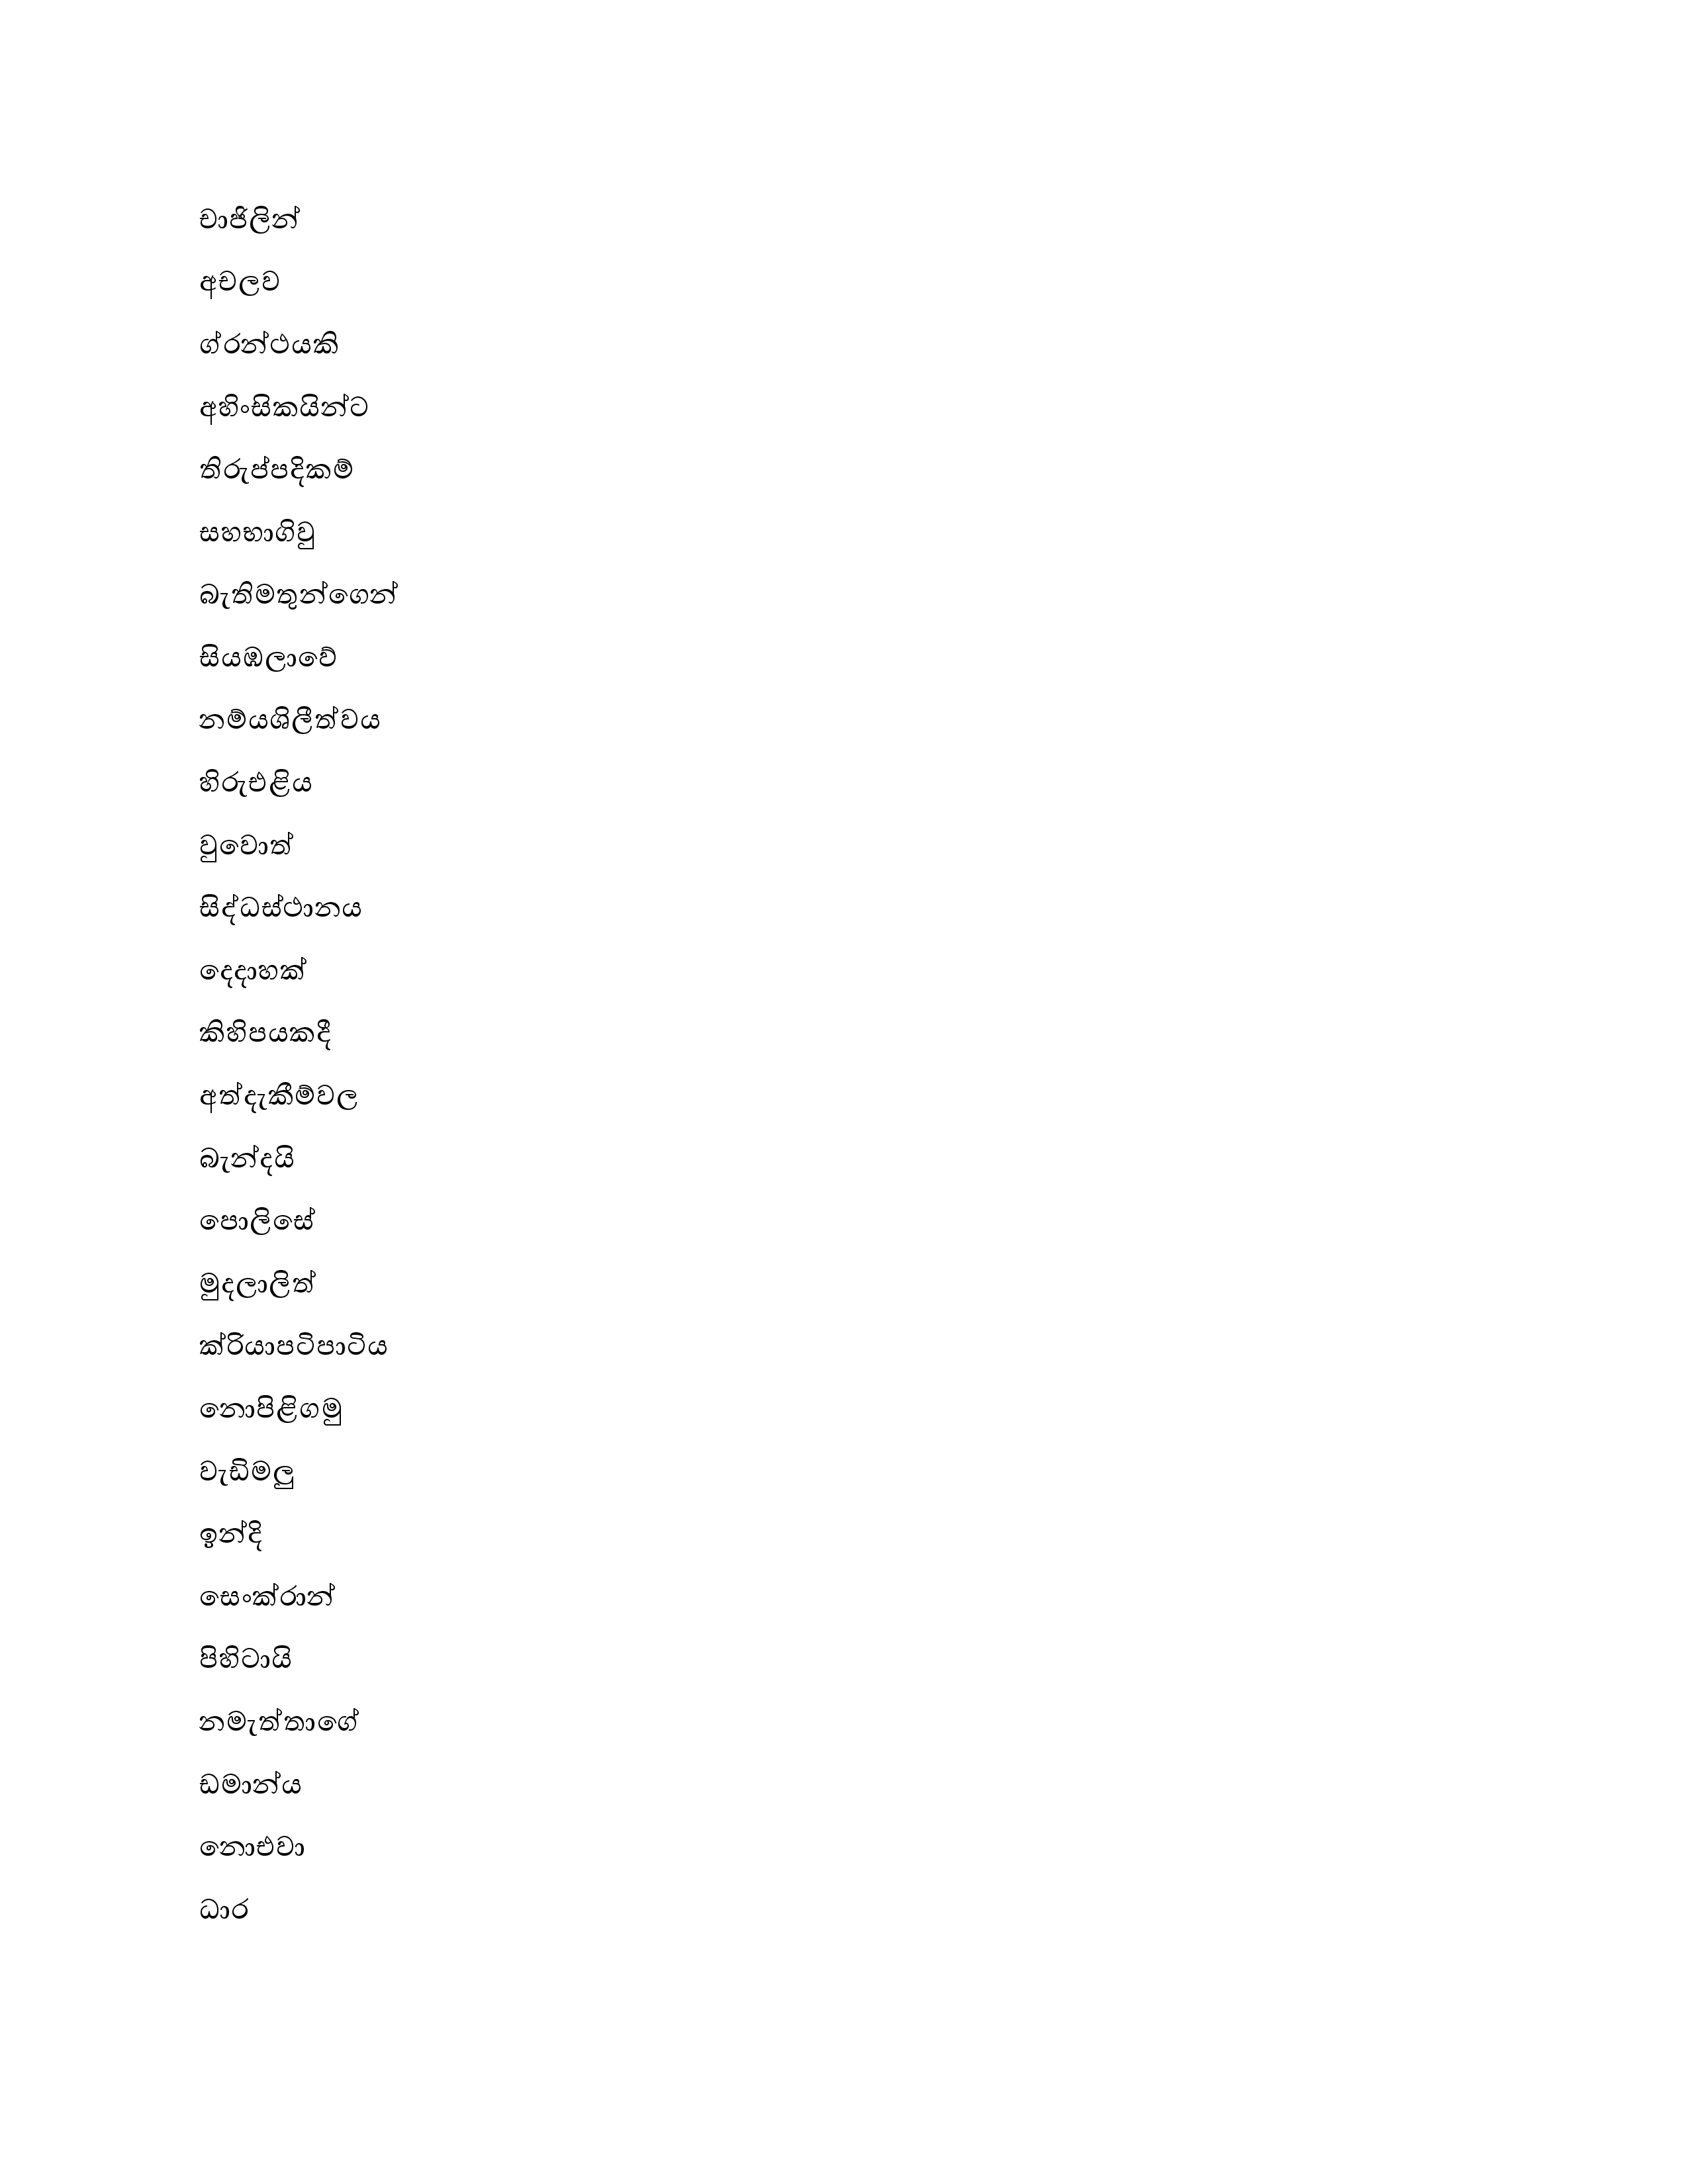 චාජිලින්
අචලව
ග්රන්ථයකි
අහිංසිකයින්ට
තිරුප්පදිකම්
සහභාගිවු
බැතිමතුන්ගෙන්
සියඹලාවේ
නම්යශිලීත්වය
හිරුඑළිය
වුවොත්
සිද්ධස්ථානය
දෙදාහක්
කිහිපයකදී
අත්දැකීම්වල
බැන්දයි
පොලිසේ
මුදලාලිත්
ක්රියාපටිපාටිය
නොපිළිගමු
වැඩිමලු
ඉන්දි
සෙංක්රාන්
පිහිටායි
නමැත්තාගේ
ඩමාන්ය
නොඑවා
ධාර